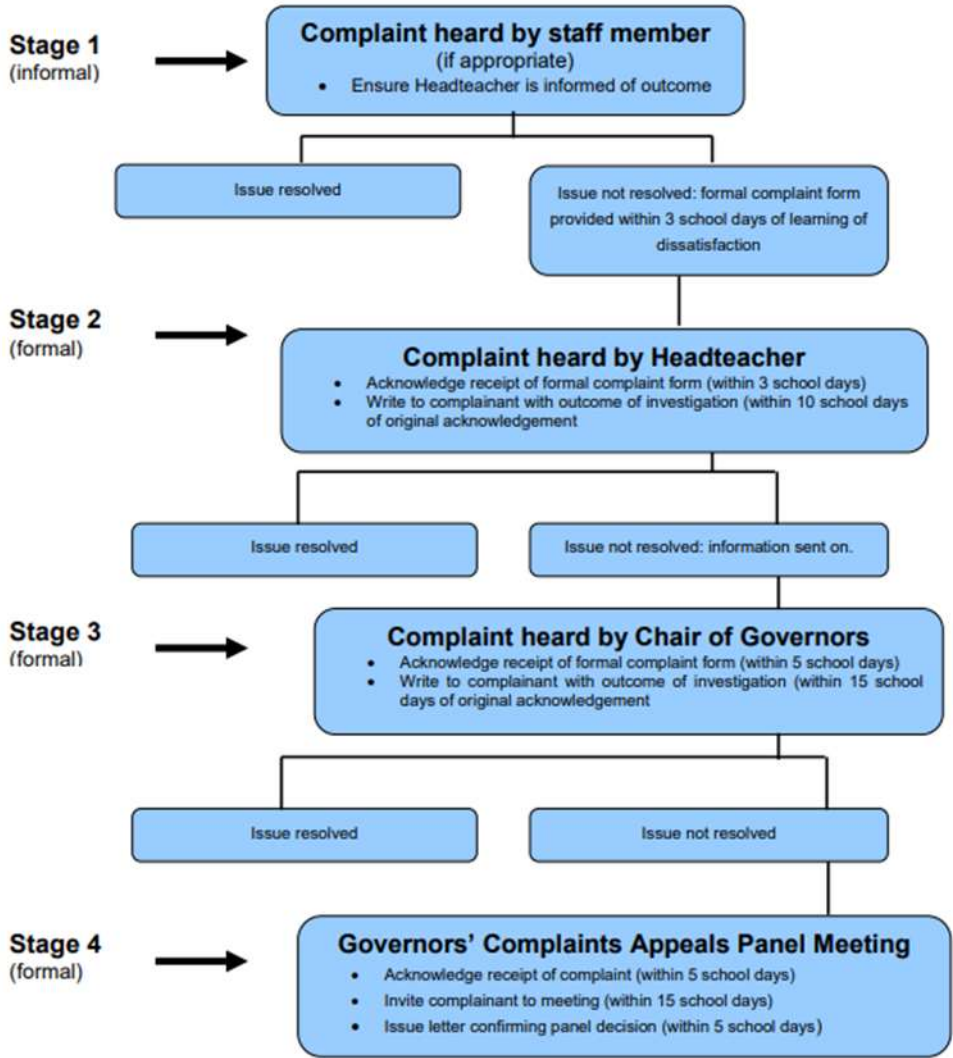 Stage 1
(informal)
Complaint heard by staff member
(if appropriate)
• Ensure Headteacher is informed of outcome
Issue resolved
Issue not resolved: formal complaint form
provided within 3 school days of learning of
dissatisfaction
Stage 2
(formal)
Complaint heard by Headteacher
• Acknowledge receipt of formal complaint form (within 3 school days)
• Write to complainant with outcome of investigation (within 10 school days
of original acknowledgement
Issue resolved
Issue not resolved: information sent on.
Stage 3
(formal)
Complaint heard by Chair of Governors
• Acknowledge receipt of formal complaint form (within 5 school days)
• Write to complainant with outcome of investigation (within 15 school
days of original acknowledgement
Issue resolved
Issue not resolved
Stage 4
(formal)
Governors’ Complaints Appeals Panel Meeting
• Acknowledge receipt of complaint (within 5 school days)
• Invite complainant to meeting (within 15 school days)
• Issue letter confirming panel decision (within 5 school days)